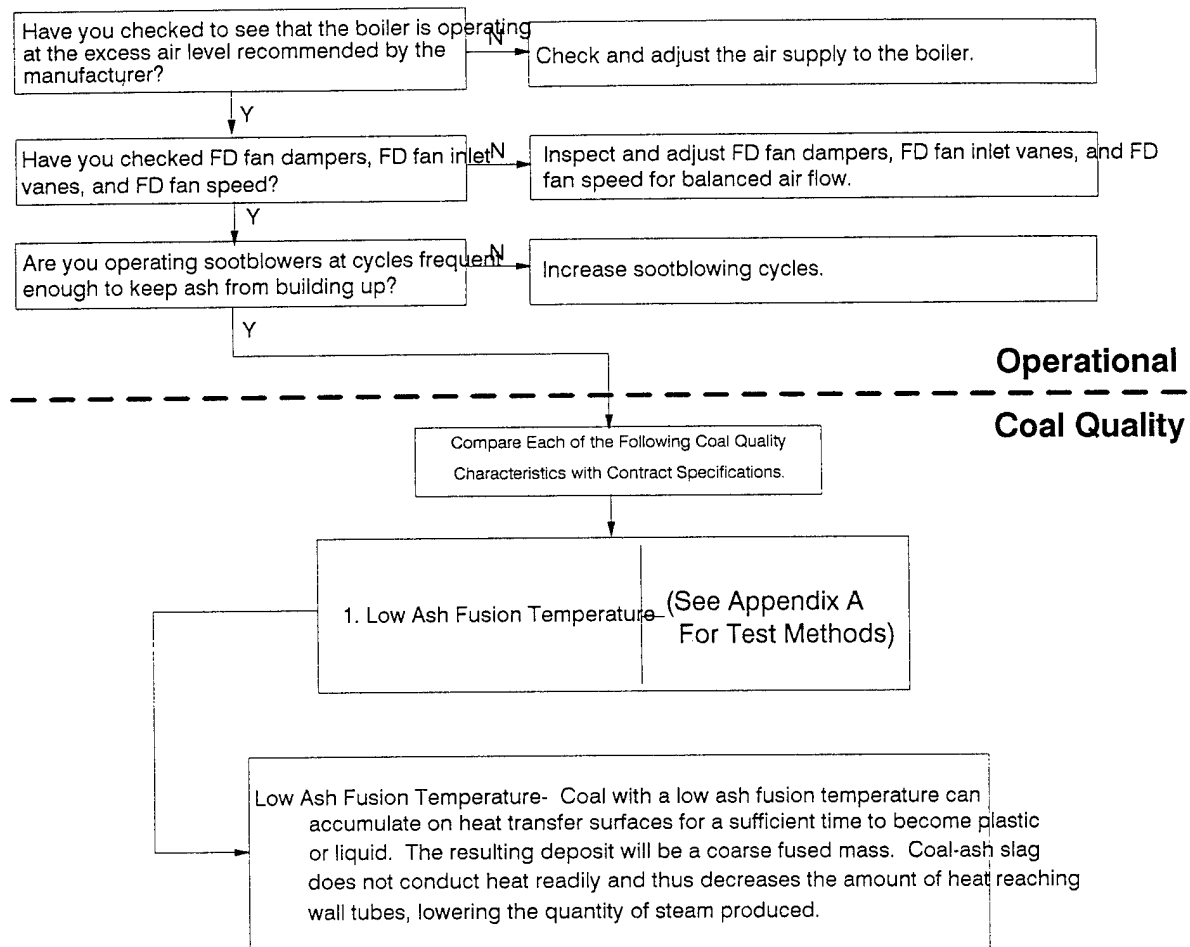 Have you checked to see that the boiler is operating
at the excess air level recommended by the
manufacturer?
N
Check and adjust the air supply to the boiler.
Y
Have you checked FD fan dampers, FD fan inlet
vanes, and FD fan speed?
N
Inspect and adjust FD fan dampers, FD fan inlet vanes, and FD
fan speed for balanced air flow.
Y
Are you operating sootblowers at cycles frequent
enough to keep ash from building up?
N
Increase sootblowing cycles.
Y
Operational
Coal Quality
Compare Each of the Following Coal Quality
Characteristics with Contract Specifications.
1. Low Ash Fusion Temperature
(See Appendix A
For Test Methods)
Low Ash Fusion Temperature- Coal with a low ash fusion temperature can
accumulate on heat transfer surfaces for a sufficient time to become plastic
or liquid. The resulting deposit will be a coarse fused mass. Coal-ash slag
does not conduct heat readily and thus decreases the amount of heat reaching
wall tubes, lowering the quantity of steam produced.